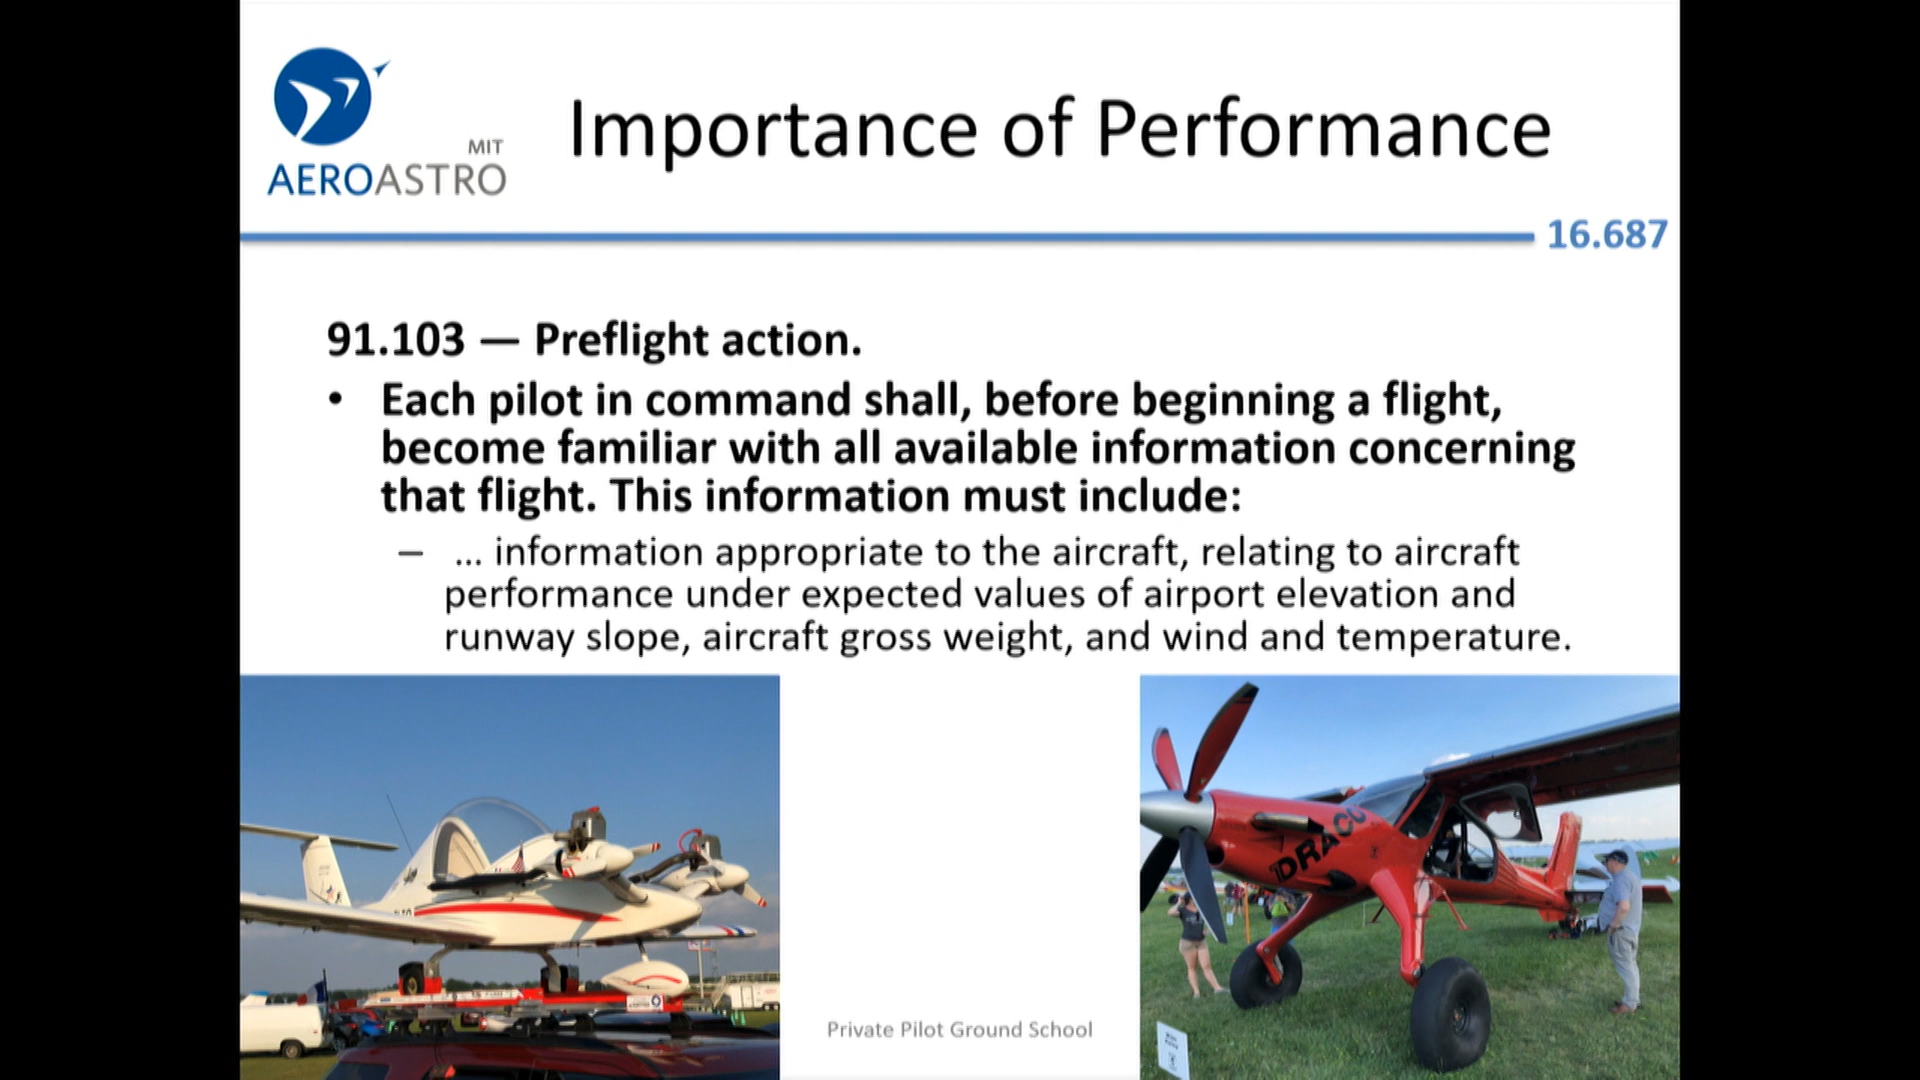 MIT
AEROASTRO
Importance of Performance
16.687
91.103 — Preflight action.
• Each pilot in command shall, before beginning a flight,
become familiar with all available information concerning
that flight. This information must include:
– ... information appropriate to the aircraft, relating to aircraft
performance under expected values of airport elevation and
runway slope, aircraft gross weight, and wind and temperature.
DRACO
Private Pilot Ground School